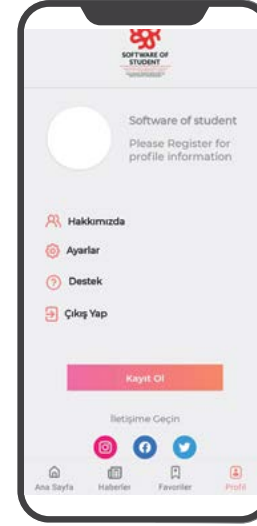 SOFTWARE OF
STUDENT
Software of student
Please Register for
profile information
Hakkımızda
Ayarlar
Destek
Çıkış Yap
Kayıt Ol
İletişime Geçin
Ana Sayfa
Haberler
Favoriler
Profil